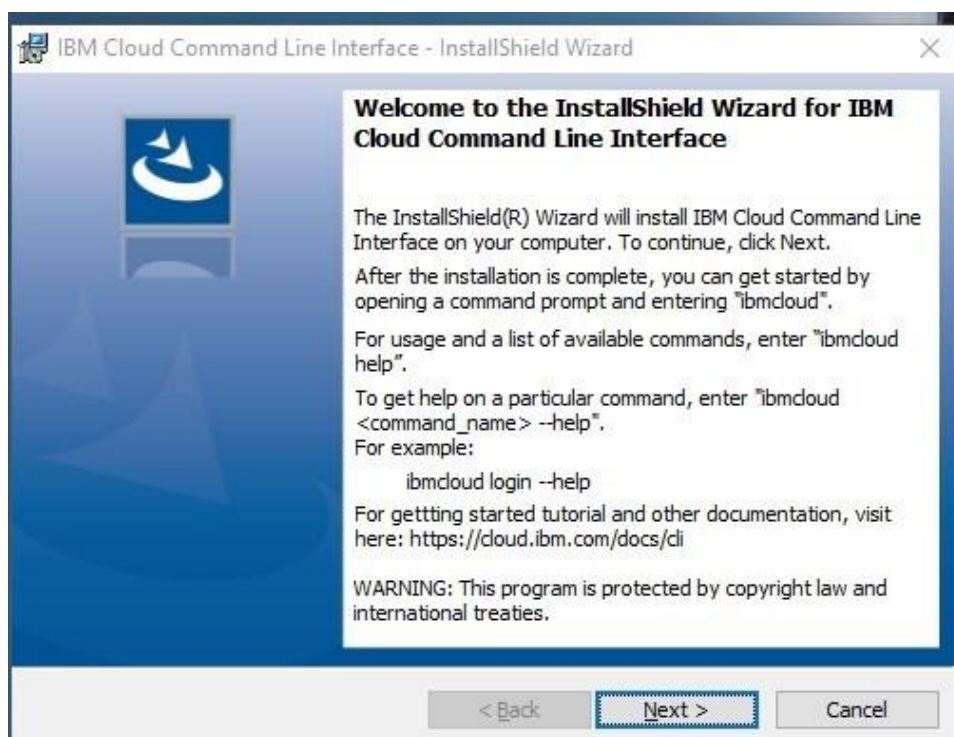 IBM Cloud Command Line Interface - InstallShield Wizard
Welcome to the InstallShield Wizard for IBM
Cloud Command Line Interface
The InstallShield(R) Wizard will install IBM Cloud Command Line
Interface on your computer. To continue, click Next.
After the installation is complete, you can get started by
opening a command prompt and entering "ibmcloud".
For usage and a list of available commands, enter “ibmcloud
help”.
To get help on a particular command, enter "ibmcloud
<command_name> --help".
For example:
ibmcloud login --help
For gettting started tutorial and other documentation, visit
here: https://cloud.ibm.com/docs/cli
WARNING: This program is protected by copyright law and
international treaties.
< Back
Next >
Cancel